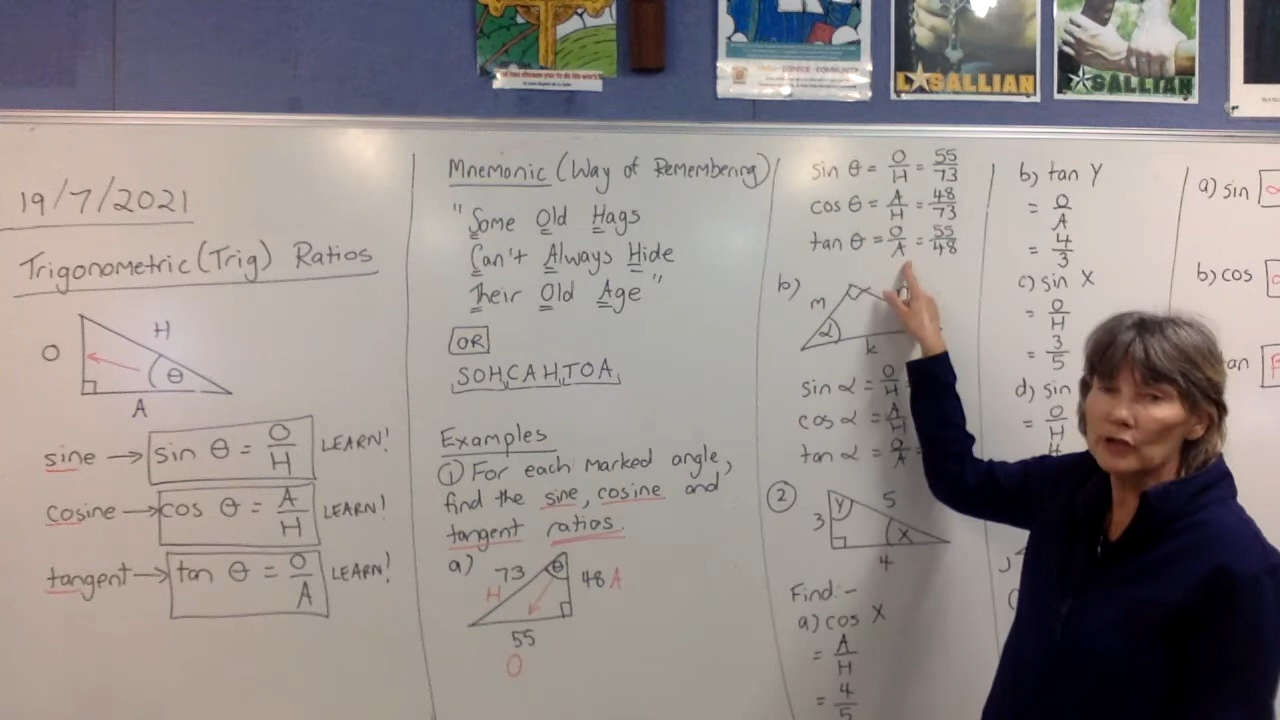 LASALLIAN
LASALLIAN
19/7/2021
Trigonometric (Trig) Ratios
H
O
θ
A
sine → sin θ = O/H LEARN!
cosine → cos θ = A/H LEARN!
tangent → tan θ = O/A LEARN!
Mnemonic (Way of Remembering)
"Some Old Hags
Can't Always Hide
Their Old Age"
OR
SOH,CAH,TOA,
Examples
① For each marked angle,
find the sine, cosine and
tangent ratios.
a) 73 θ 48 A
H
55
O
sin θ = O/H = 55/73
cos θ = A/H = 48/73
tan θ = O/A = 55/48
b) m n
α
k
sin α = O/H =
cos α = A/H
tan α = O/A =
② Y 5
3 X
4
Find:-
a) cos X
= A/H
= 4/5
b) tan Y
= O/A
= 4/3
c) sin X
= O/H
= 3/5
d) sin
= O/H
a) sin
b) cos